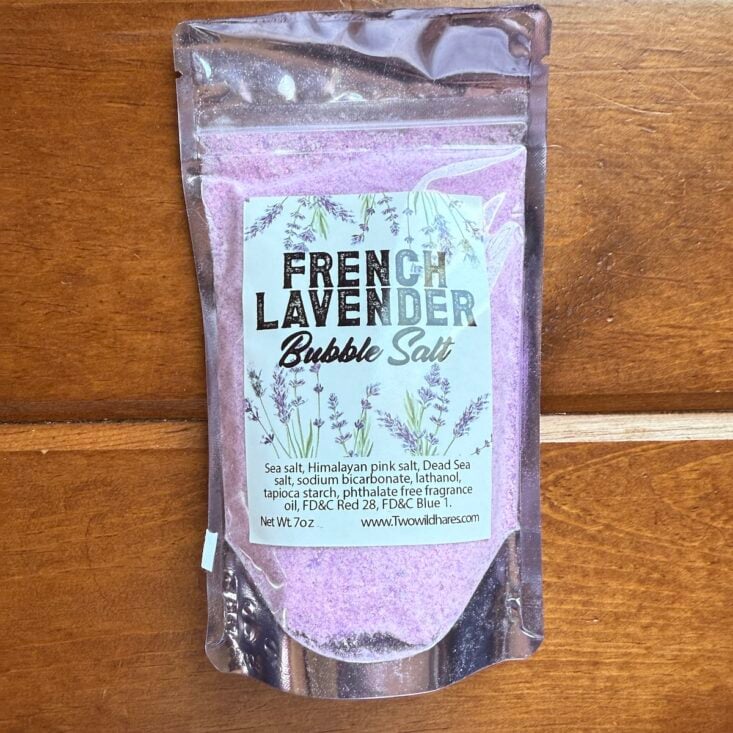 FRENCH
LAVENDER
Bubble Salt
Sea salt, Himalayan pink salt, Dead Sea
salt, sodium bicarbonate, lathanol,
tapioca starch, phthalate free fragrance
oil, FD&C Red 28, FD&C Blue 1.
Net Wt. 7oz www.Twowildhares.com